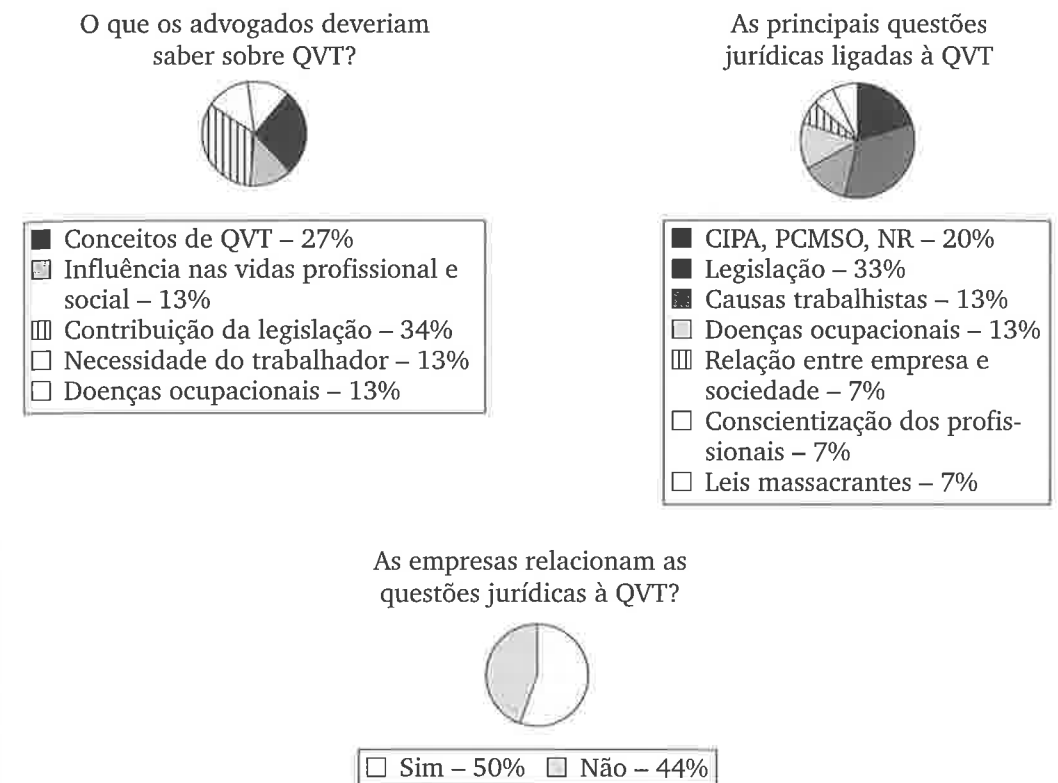 O que os advogados deveriam
saber sobre QVT?
Conceitos de QVT – 27%
Influência nas vidas profissional e
social – 13%
Contribuição da legislação – 34%
Necessidade do trabalhador – 13%
Doenças ocupacionais – 13%
As principais questões
jurídicas ligadas à QVT
CIPA, PCMSO, NR – 20%
Legislação – 33%
Causas trabalhistas – 13%
Doenças ocupacionais – 13%
Relação entre empresa e
sociedade – 7%
Conscientização dos profis-
sionais – 7%
Leis massacrantes – 7%
As empresas relacionam as
questões jurídicas à QVT?
Sim – 50% Não – 44%